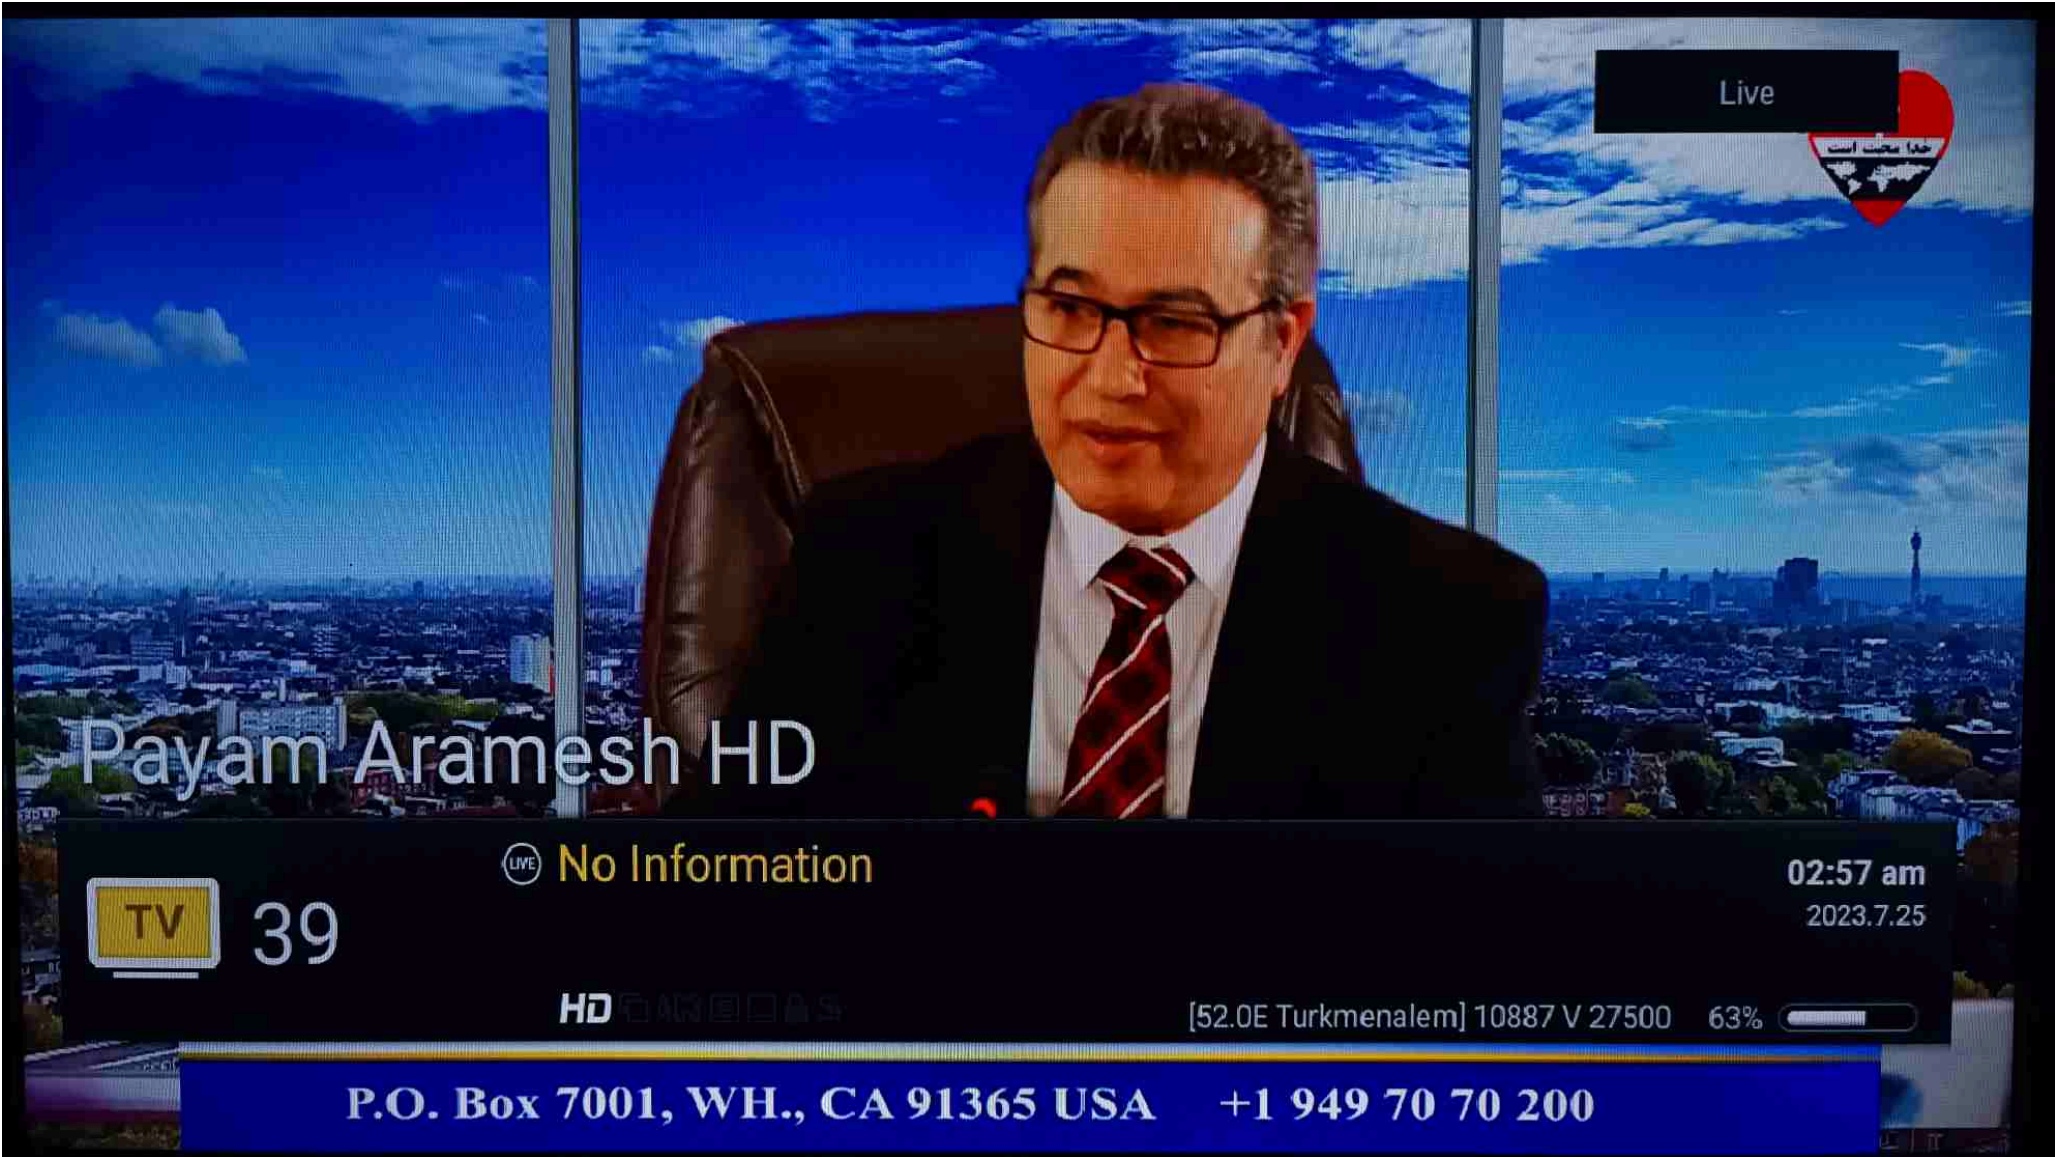 Live
خدا محبت است
Payam Aramesh HD
LIVE No Information
02:57 am
TV 39
2023.7.25
HD
[52.0E Turkmenalem] 10887 V 27500 63%
P.O. Box 7001, WH., CA 91365 USA +1 949 70 70 200